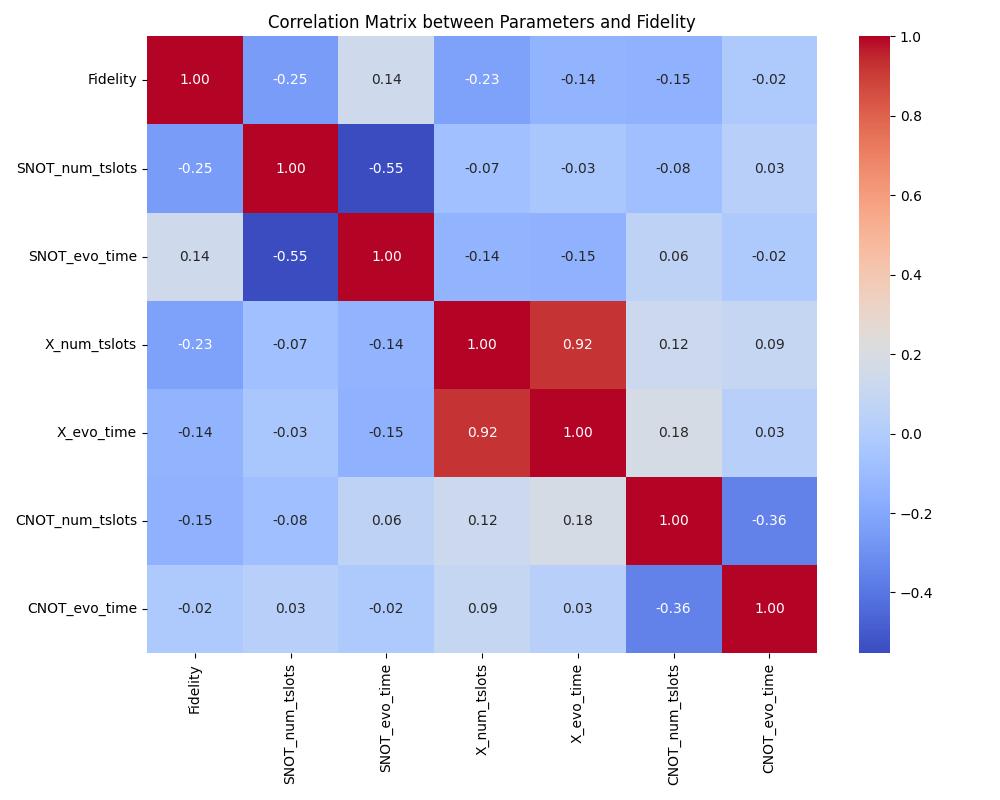 Correlation Matrix between Parameters and Fidelity
Fidelity 1.00 -0.25 0.14 -0.23 -0.14 -0.15 -0.02
SNOT_num_tslots -0.25 1.00 -0.55 -0.07 -0.03 -0.08 0.03
SNOT_evo_time 0.14 -0.55 1.00 -0.14 -0.15 0.06 -0.02
X_num_tslots -0.23 -0.07 -0.14 1.00 0.92 0.12 0.09
X_evo_time -0.14 -0.03 -0.15 0.92 1.00 0.18 0.03
CNOT_num_tslots -0.15 -0.08 0.06 0.12 0.18 1.00 -0.36
CNOT_evo_time -0.02 0.03 -0.02 0.09 0.03 -0.36 1.00
Fidelity
SNOT_num_tslots
SNOT_evo_time
X_num_tslots
X_evo_time
CNOT_num_tslots
CNOT_evo_time
1.0
0.8
0.6
0.4
0.2
0.0
−0.2
−0.4